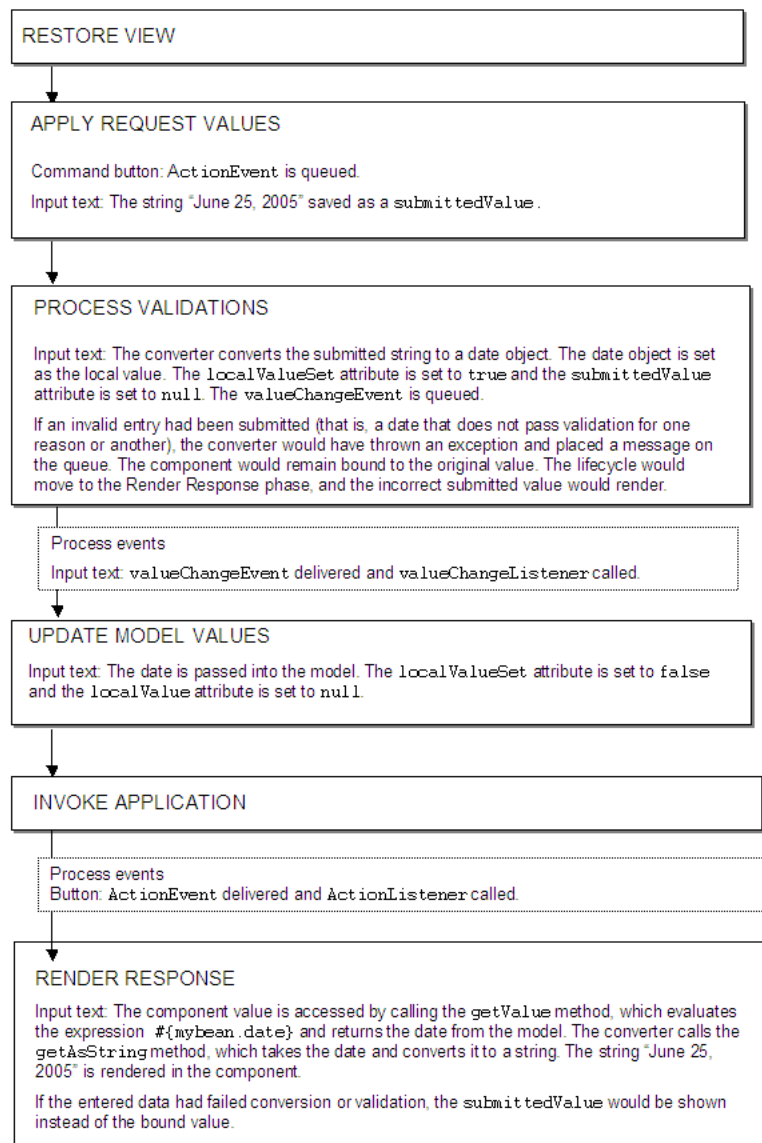 RESTORE VIEW
APPLY REQUEST VALUES
Command button: ActionEvent is queued.
Input text: The string “June 25, 2005” saved as a submittedValue.
PROCESS VALIDATIONS
Input text: The converter converts the submitted string to a date object. The date object is set
as the local value. The localValueSet attribute is set to true and the submittedValue
attribute is set to null. The valueChangeEvent is queued.
If an invalid entry had been submitted (that is, a date that does not pass validation for one
reason or another), the converter would have thrown an exception and placed a message on
the queue. The component would remain bound to the original value. The lifecycle would
move to the Render Response phase, and the incorrect submitted value would render.
Process events
Input text: valueChangeEvent delivered and valueChangeListener called.
UPDATE MODEL VALUES
Input text: The date is passed into the model. The localValueSet attribute is set to false
and the localValue attribute is set to null.
INVOKE APPLICATION
Process events
Button: ActionEvent delivered and ActionListener called.
RENDER RESPONSE
Input text: The component value is accessed by calling the getValue method, which evaluates
the expression #{mybean.date} and returns the date from the model. The converter calls the
getAsString method, which takes the date and converts it to a string. The string “June 25,
2005” is rendered in the component.
If the entered data had failed conversion or validation, the submittedValue would be shown
instead of the bound value.